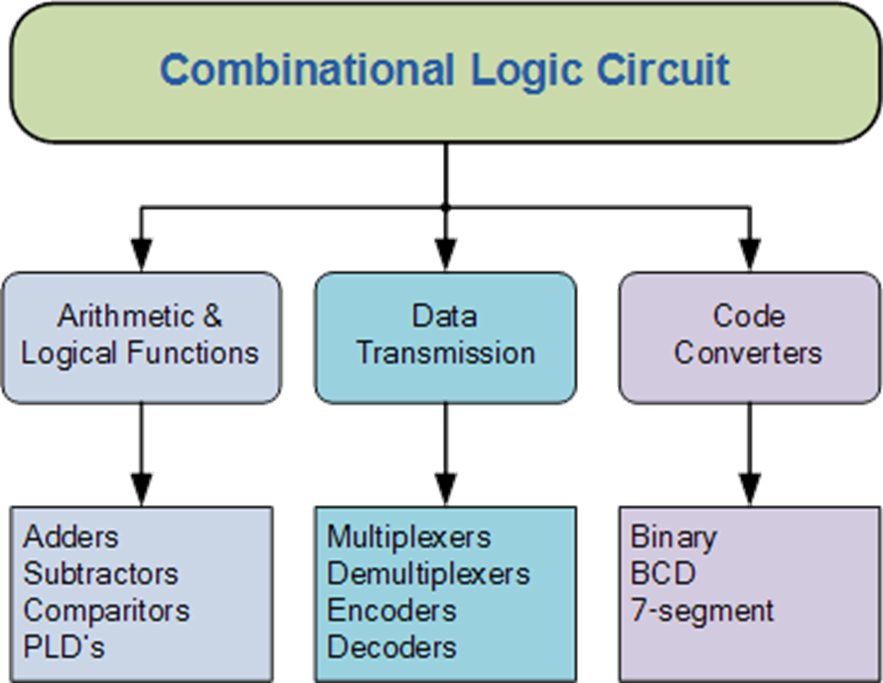 Combinational Logic Circuit
Arithmetic &
Logical Functions
Data
Transmission
Code
Converters
Adders
Subtractors
Comparitors
PLD's
Multiplexers
Demultiplexers
Encoders
Decoders
Binary
BCD
7-segment